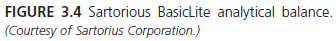 FIGURE 3.4 Sartorious BasicLite analytical balance.
(Courtesy of Sartorius Corporation.)